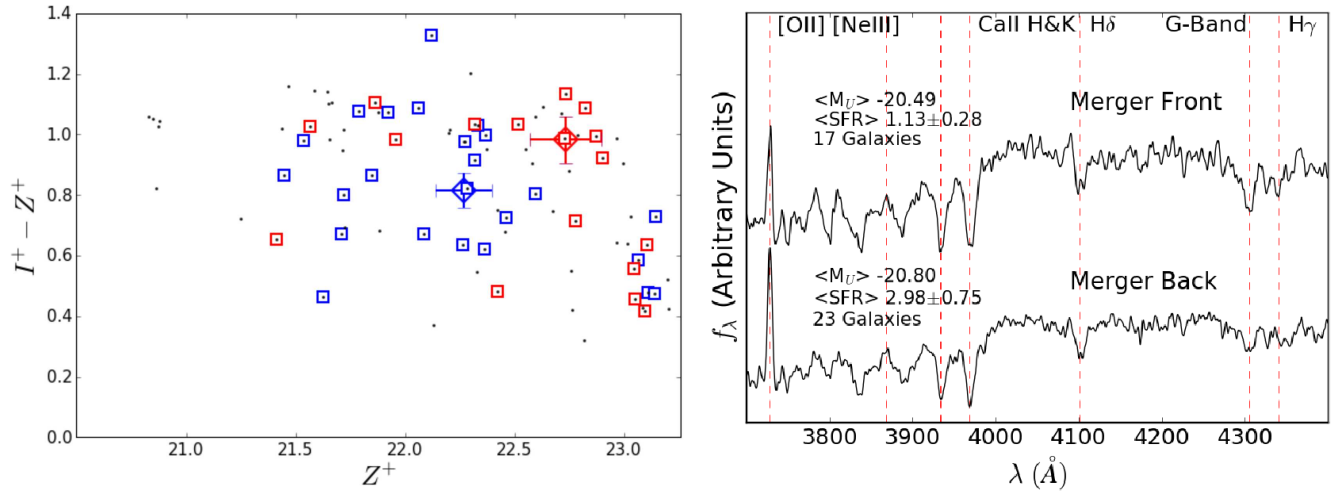 1.4
1.2
1.0
0.8
0.6
0.4
0.2
0.0
I⁺ − Z⁺
21.0 21.5 22.0 22.5 23.0
Z⁺
[OII] [NeIII] CaII H&K Hδ G-Band Hγ
<M_U> -20.49
<SFR> 1.13±0.28
17 Galaxies
Merger Front
<M_U> -20.80
<SFR> 2.98±0.75
23 Galaxies
Merger Back
f_λ (Arbitrary Units)
3800 3900 4000 4100 4200 4300
λ (Å)